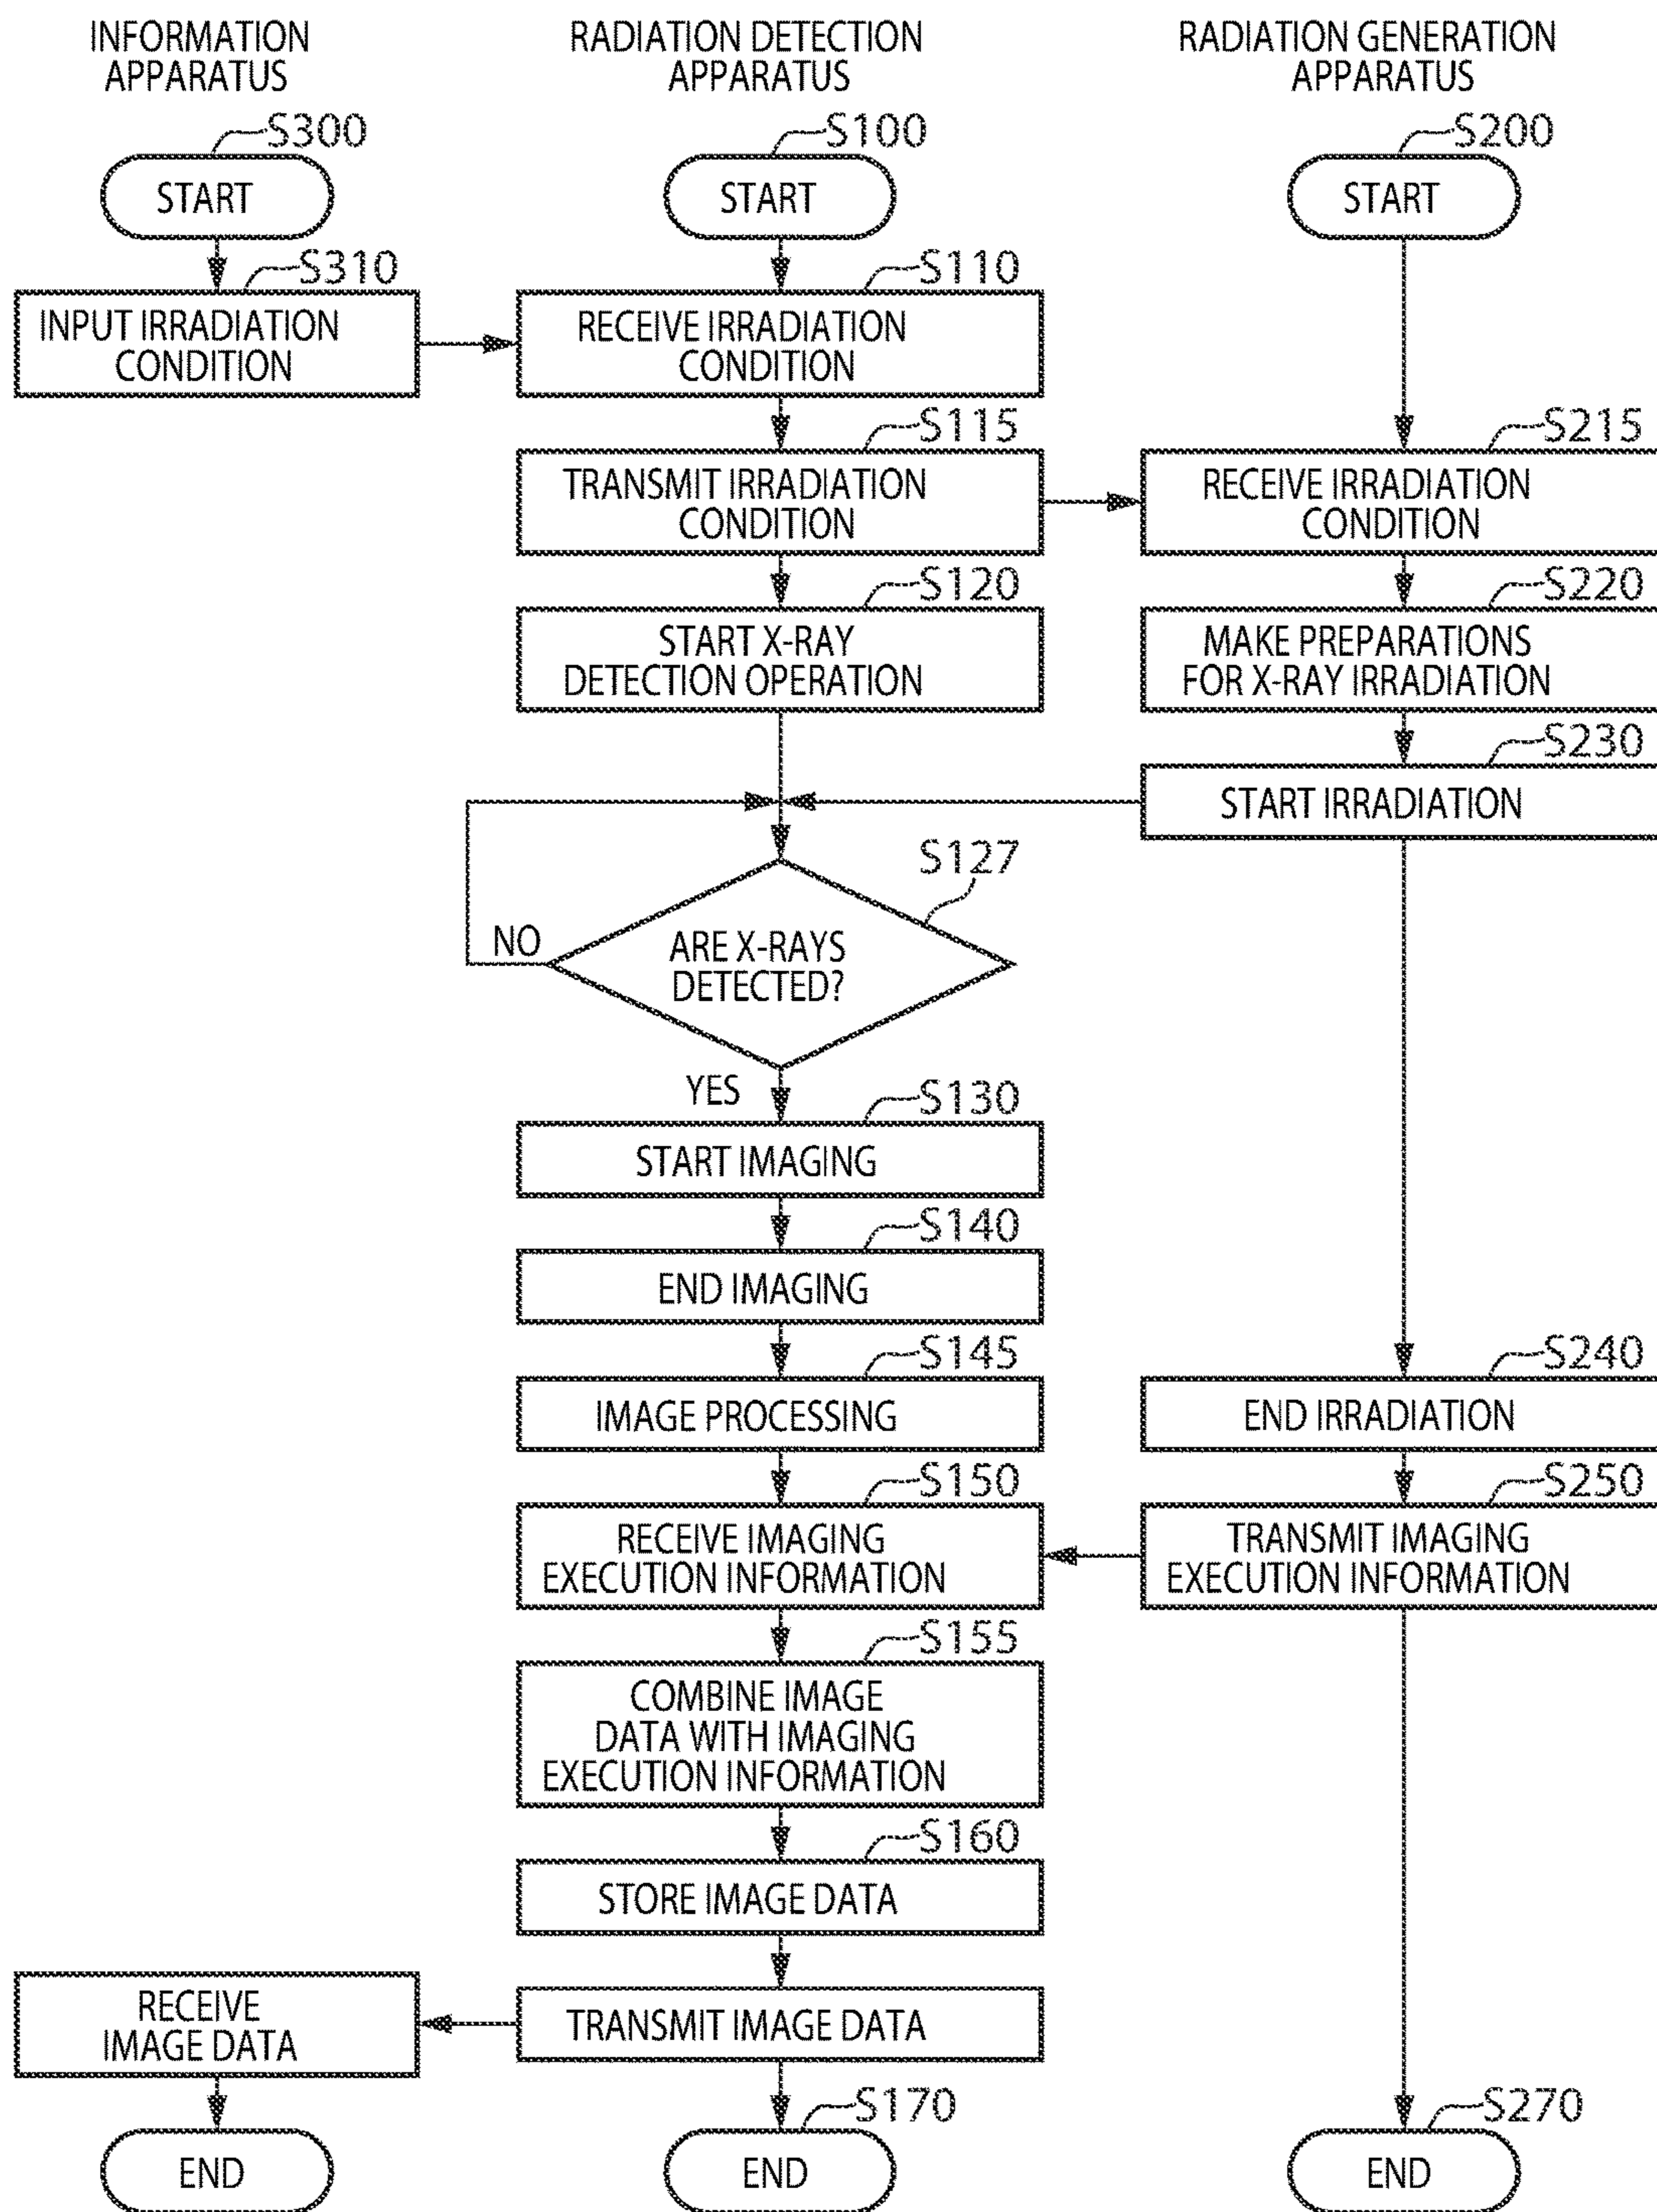 INFORMATION
APPARATUS
RADIATION DETECTION
APPARATUS
RADIATION GENERATION
APPARATUS
S300
S100
S200
START
START
START
S310
S110
INPUT IRRADIATION
CONDITION
RECEIVE IRRADIATION
CONDITION
S115
S215
TRANSMIT IRRADIATION
CONDITION
RECEIVE IRRADIATION
CONDITION
S120
S220
START X-RAY
DETECTION OPERATION
MAKE PREPARATIONS
FOR X-RAY IRRADIATION
S230
START IRRADIATION
S127
NO
ARE X-RAYS
DETECTED?
YES
S130
START IMAGING
S140
END IMAGING
S145
S240
IMAGE PROCESSING
END IRRADIATION
S150
S250
RECEIVE IMAGING
EXECUTION INFORMATION
TRANSMIT IMAGING
EXECUTION INFORMATION
S155
COMBINE IMAGE
DATA WITH IMAGING
EXECUTION INFORMATION
S160
STORE IMAGE DATA
RECEIVE
IMAGE DATA
TRANSMIT IMAGE DATA
S170
S270
END
END
END